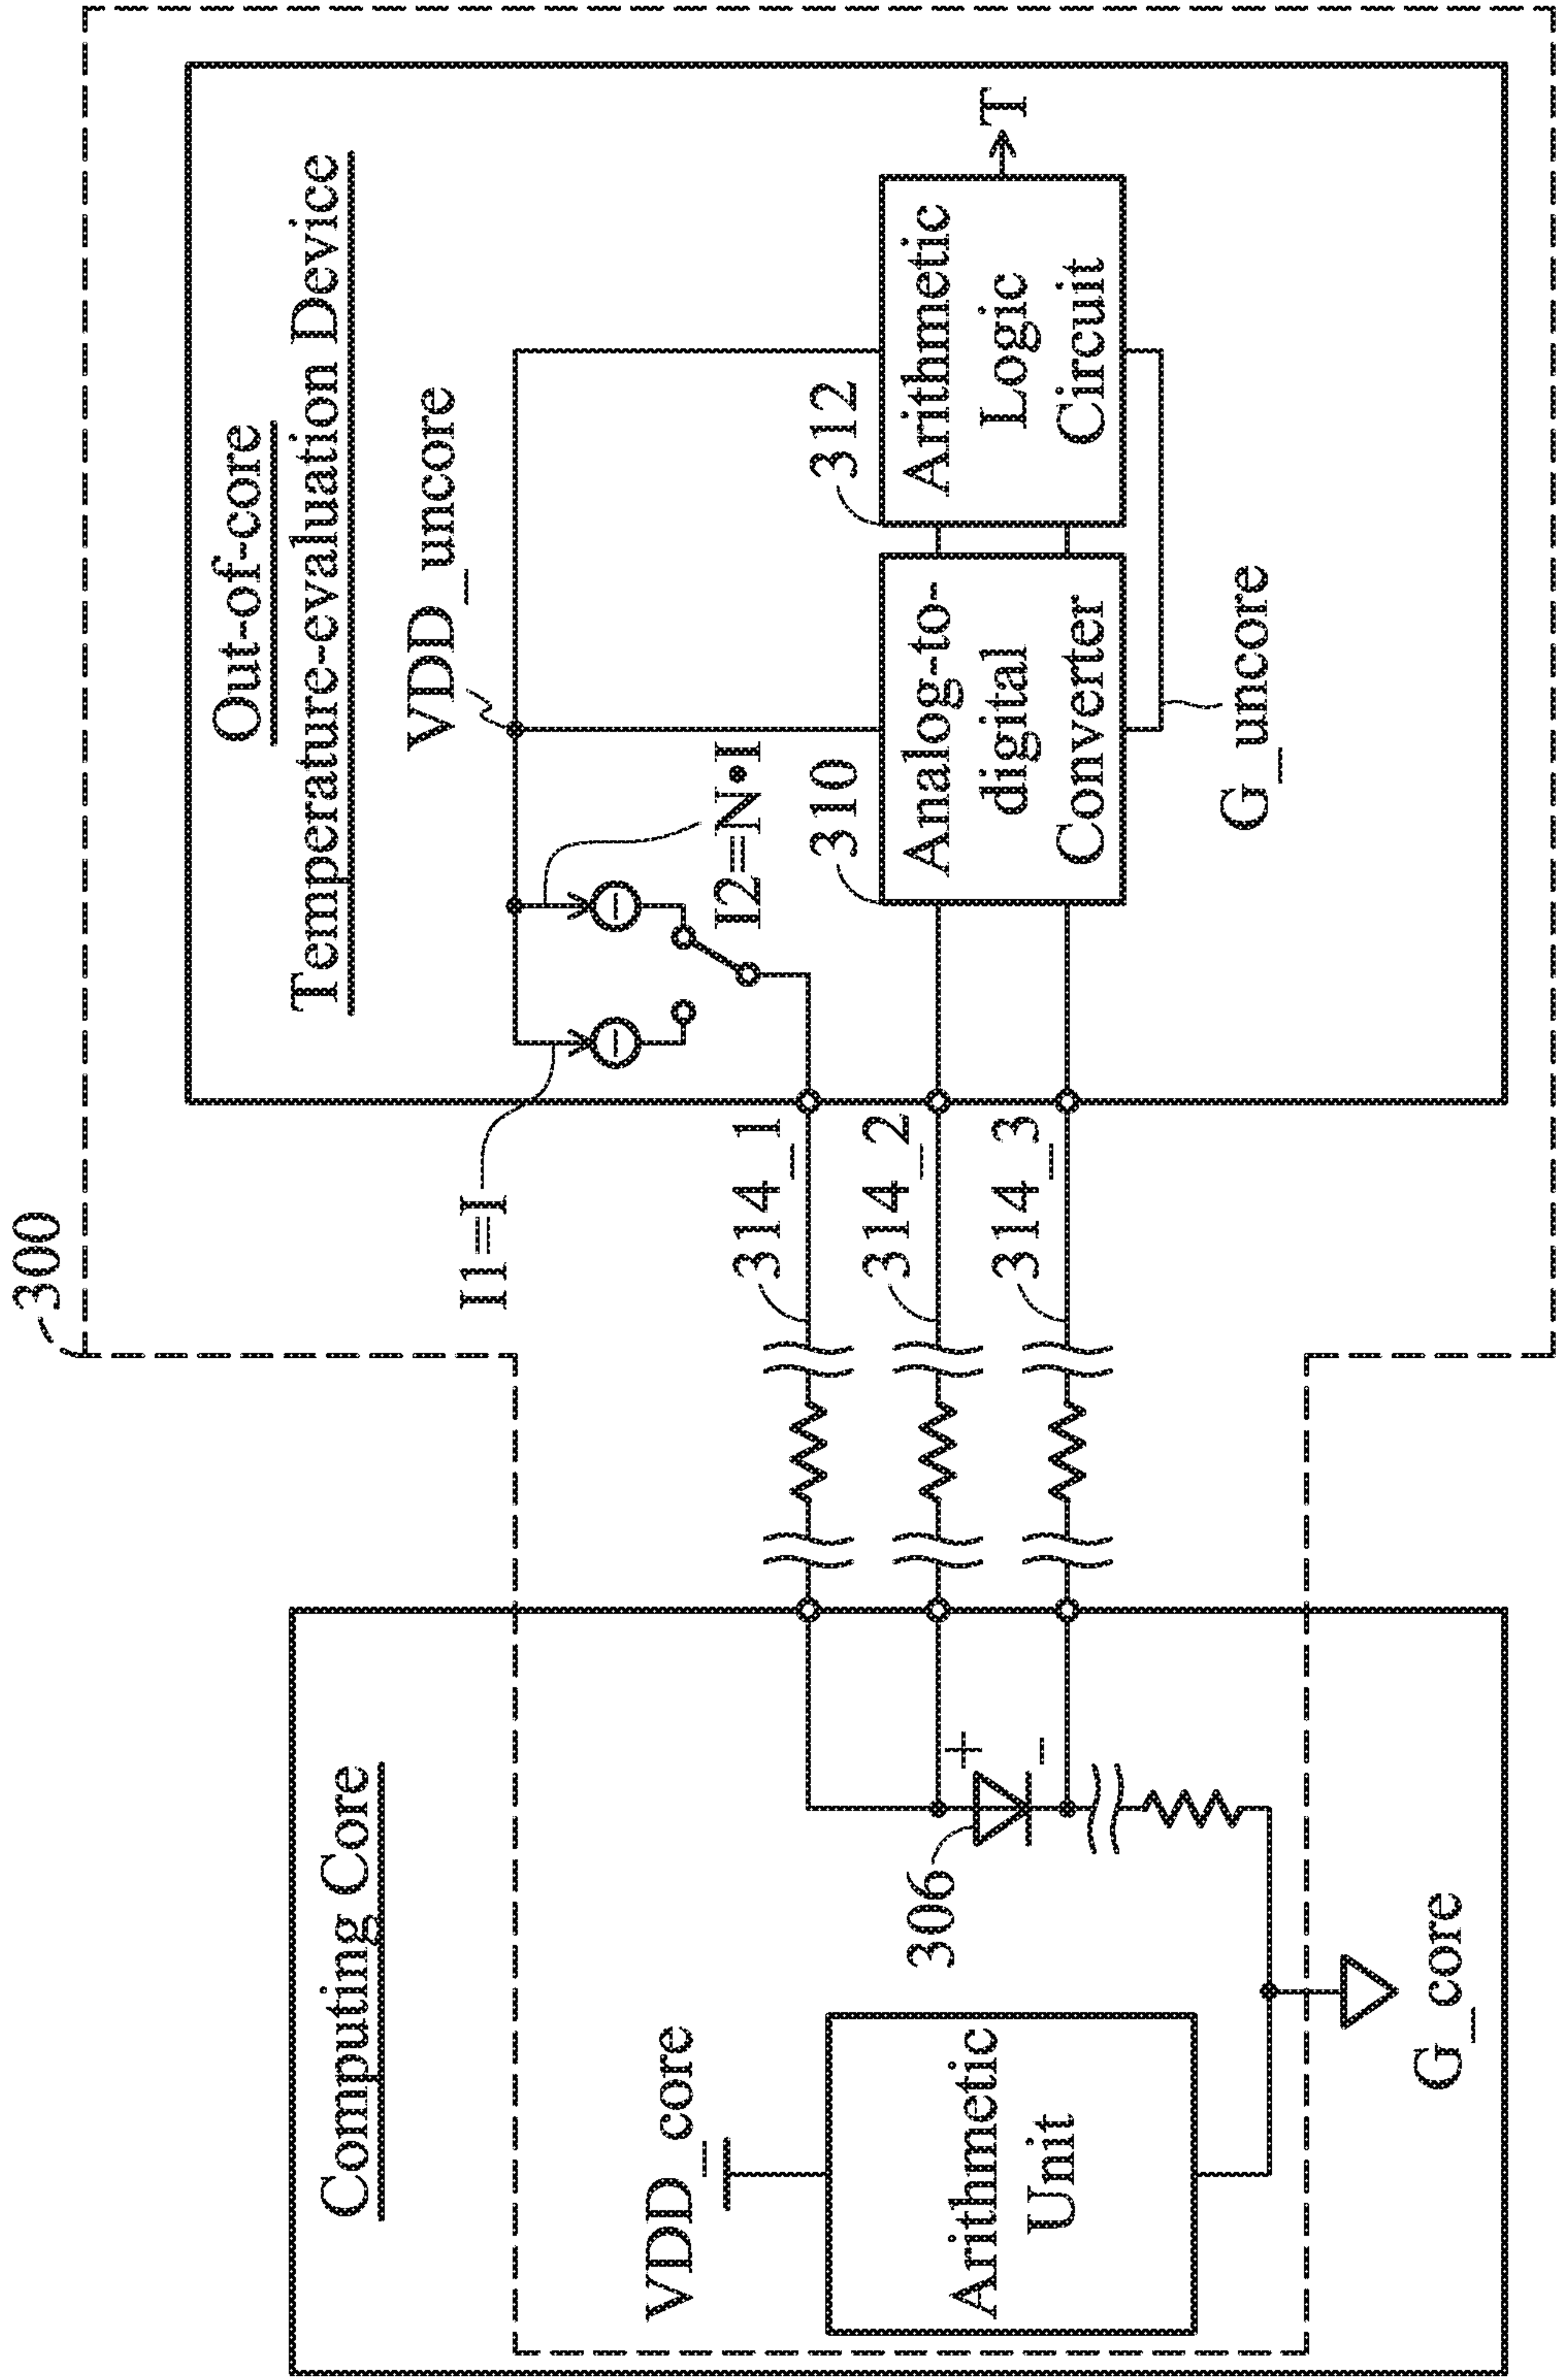 300
Computing Core
VDD_core
Arithmetic
Unit
306
+
-
G_core
314_1
314_2
314_3
I1=I
Out-of-core
Temperature-evaluation Device
VDD_uncore
I2=N•I
310
Analog-to-
digital
Converter
312
Arithmetic
Logic
Circuit
T
G_uncore